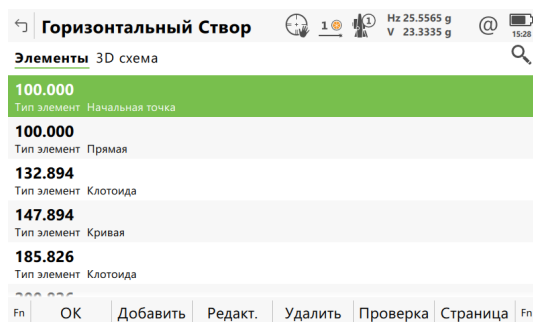 Горизонтальный Створ
1
1
Hz 25.5565 g
V 23.3335 g
@
15:28
Элементы 3D схема
100.000
Тип элемент Начальная точка
100.000
Тип элемент Прямая
132.894
Тип элемент Клотоида
147.894
Тип элемент Кривая
185.826
Тип элемент Клотоида
Fn ОК Добавить Редакт. Удалить Проверка Страница Fn